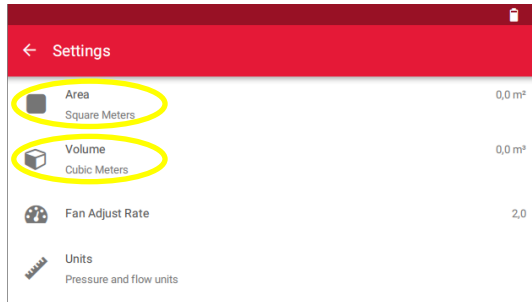 Settings
Area 0,0 m²
Square Meters
Volume 0,0 m³
Cubic Meters
Fan Adjust Rate 2,0
Units
Pressure and flow units